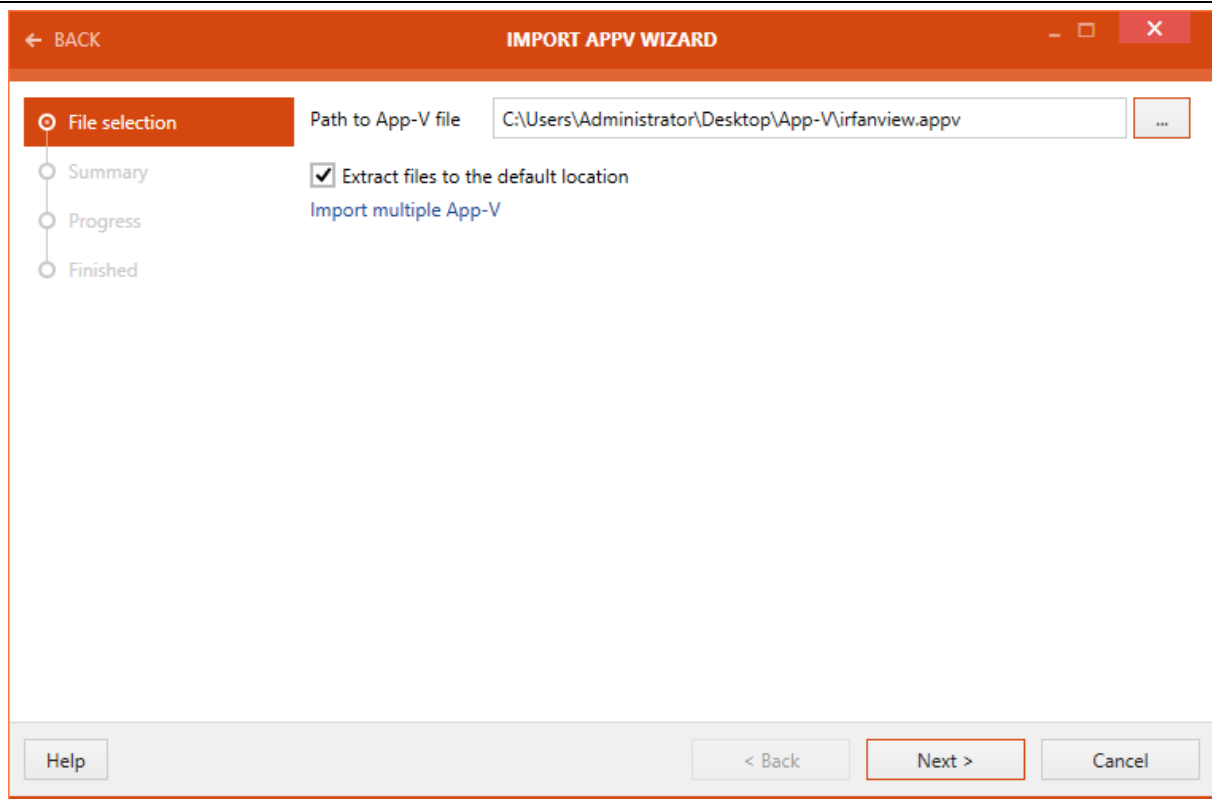 ← BACK
IMPORT APPV WIZARD
File selection
Path to App-V file
C:\Users\Administrator\Desktop\App-V\irfanview.appv
...
Summary
Extract files to the default location
Import multiple App-V
Progress
Finished
Help
< Back
Next >
Cancel